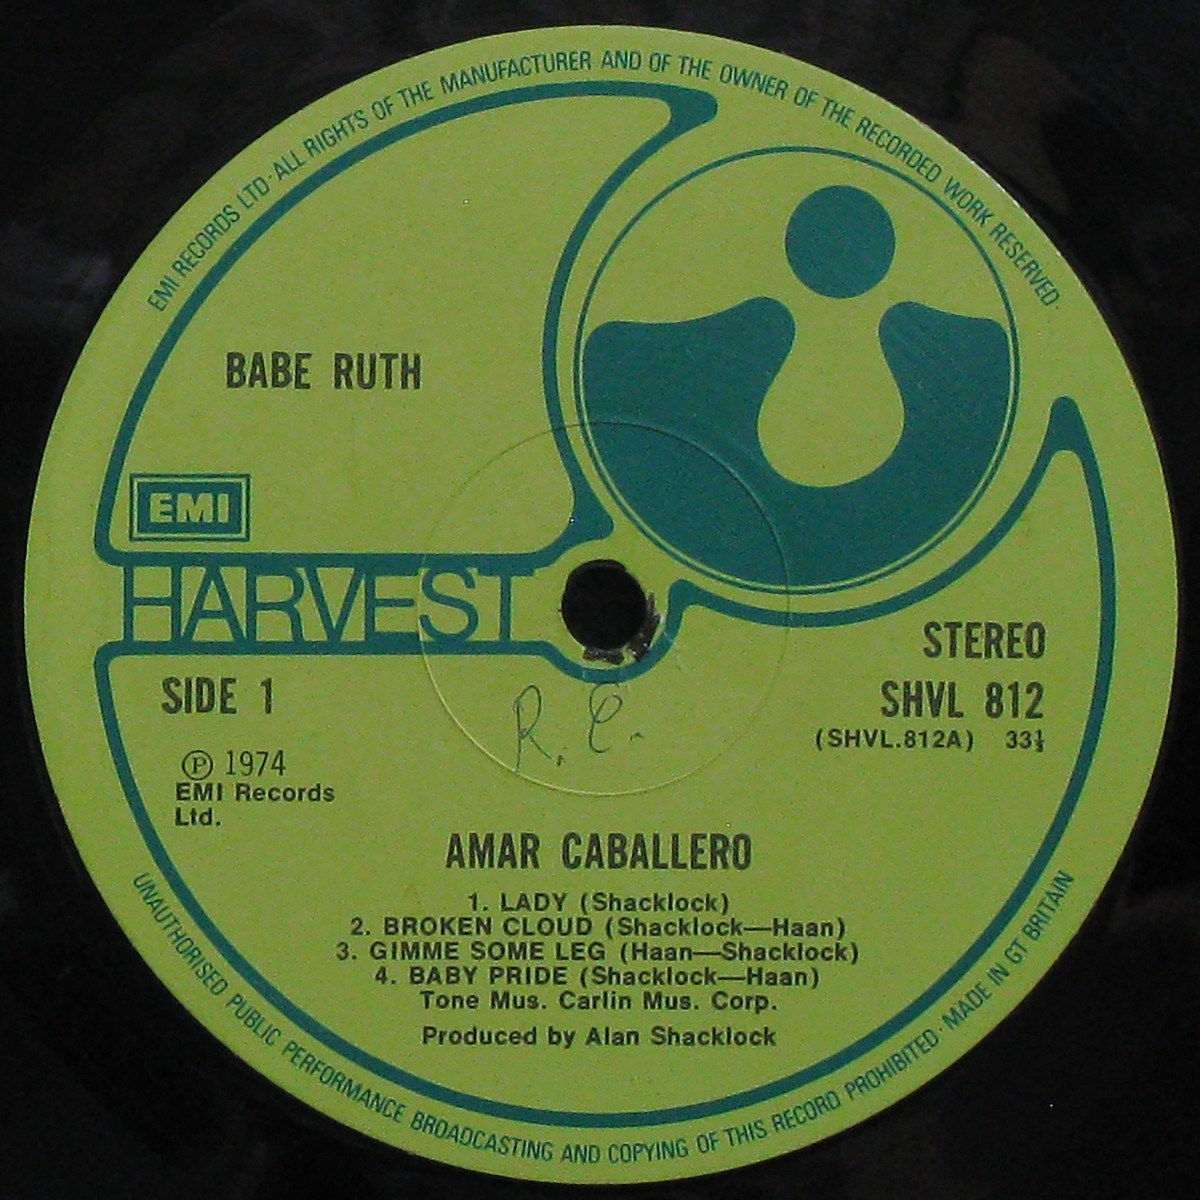 EMI RECORDS LTD·ALL RIGHTS OF THE MANUFACTURER AND OF THE OWNER OF THE RECORDED WORK RESERVED·
BABE RUTH
EMI
HARVEST
SIDE 1
STEREO
SHVL 812
(SHVL.812A) 33⅓
℗ 1974
EMI Records
Ltd.
R. C.
AMAR CABALLERO
1. LADY (Shacklock)
2. BROKEN CLOUD (Shacklock—Haan)
3. GIMME SOME LEG (Haan—Shacklock)
4. BABY PRIDE (Shacklock—Haan)
Tone Mus. Carlin Mus. Corp.
Produced by Alan Shacklock
UNAUTHORISED PUBLIC PERFORMANCE BROADCASTING AND COPYING OF THIS RECORD PROHIBITED·MADE IN GT BRITAIN